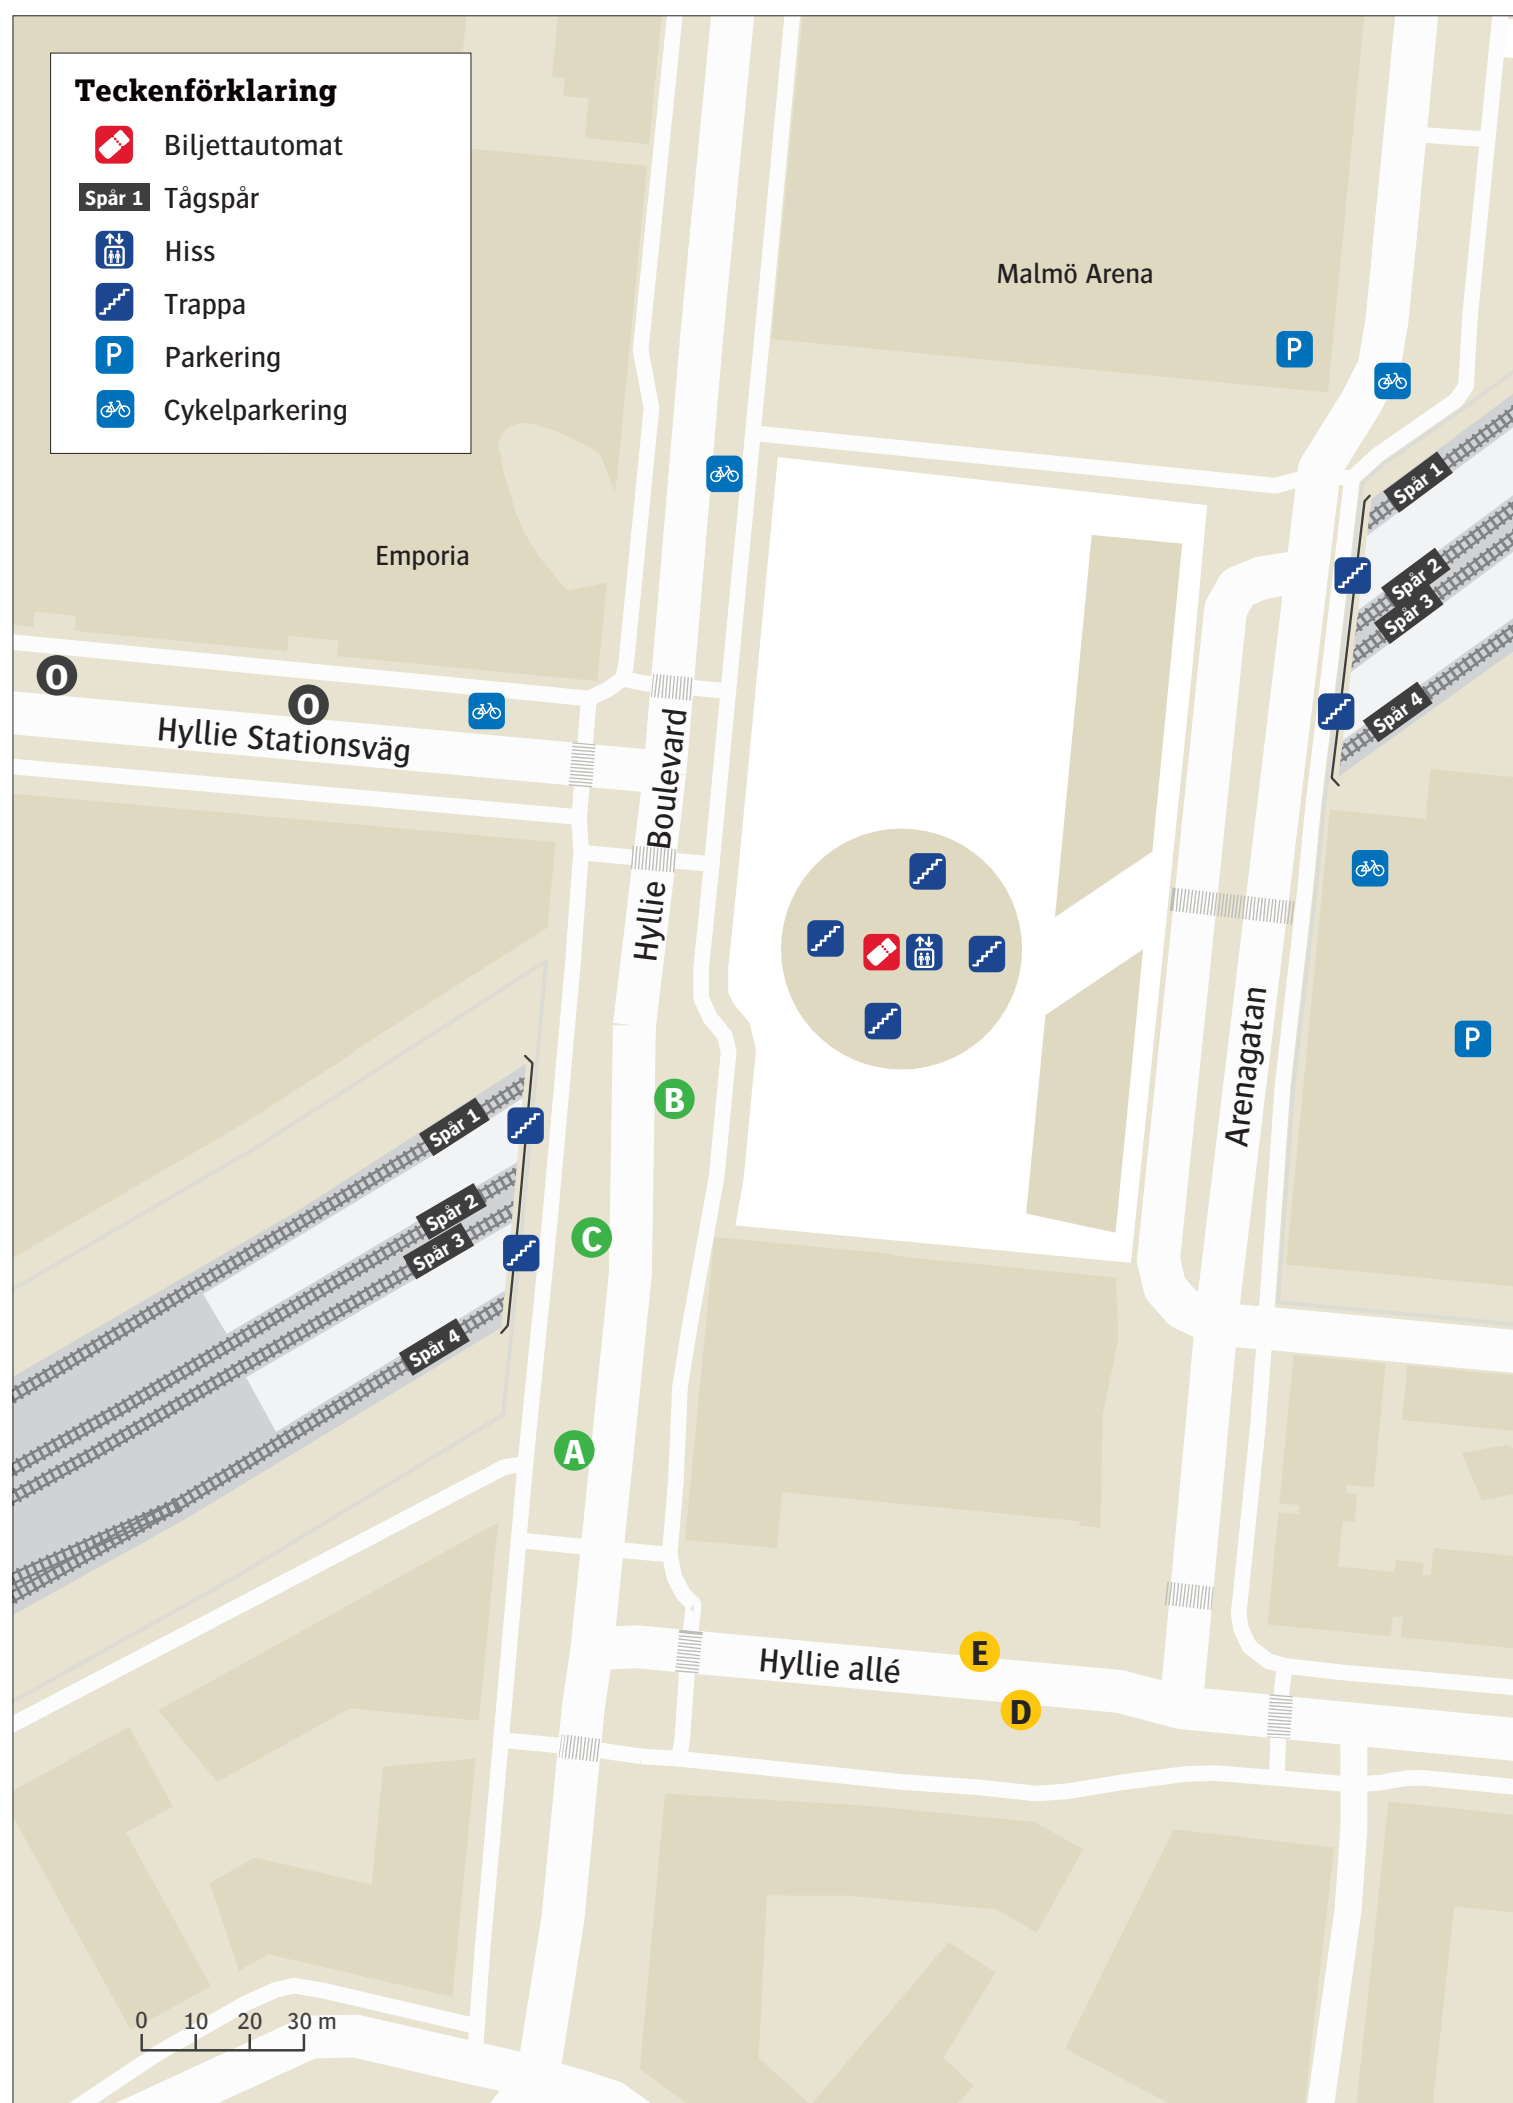 Teckenförklaring
Biljettautomat
Spår 1 Tågspår
Hiss
Trappa
P Parkering
Cykelparkering
Malmö Arena
P
Spår 1
Emporia
Spår 2
Spår 3
O
O
Spår 4
Hyllie Stationsväg
Hyllie Boulevard
Arenagatan
P
B
Spår 1
Spår 2
C
Spår 3
Spår 4
A
Hyllie allé
E
D
0 10 20 30 m